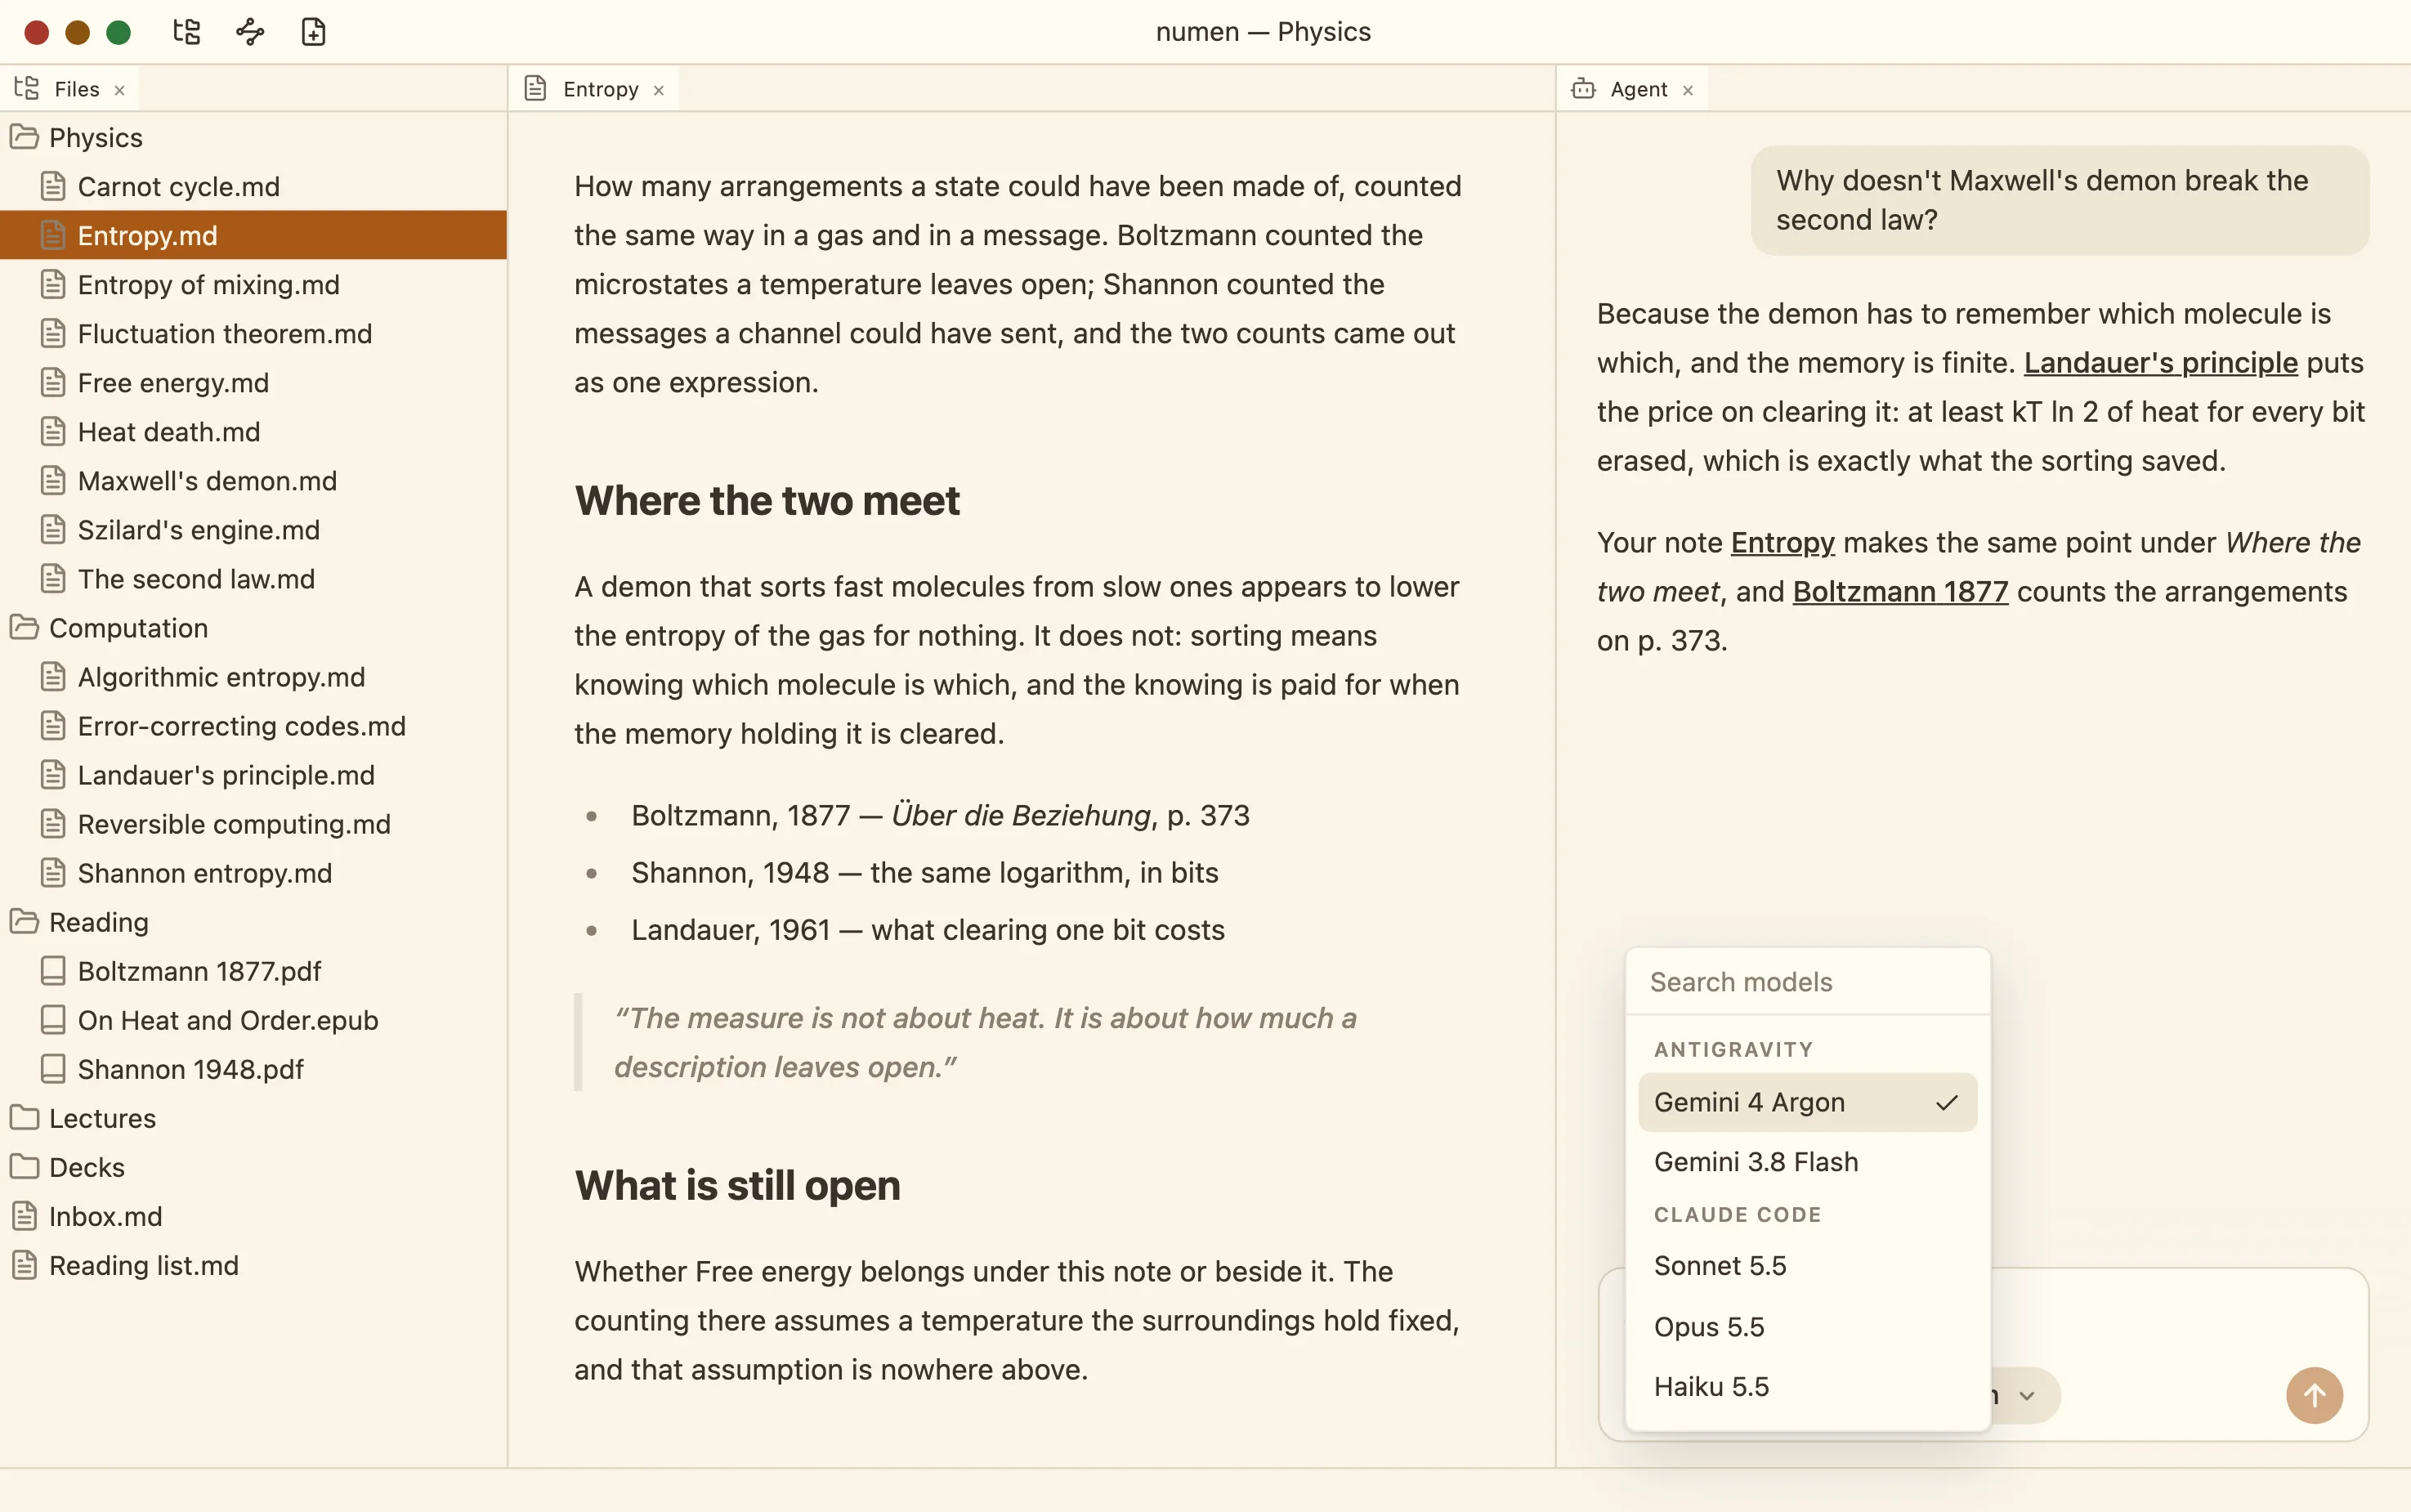 numen — Physics
Files ×
Physics
Carnot cycle.md
Entropy.md
Entropy of mixing.md
Fluctuation theorem.md
Free energy.md
Heat death.md
Maxwell's demon.md
Szilard's engine.md
The second law.md
Computation
Algorithmic entropy.md
Error-correcting codes.md
Landauer's principle.md
Reversible computing.md
Shannon entropy.md
Reading
Boltzmann 1877.pdf
On Heat and Order.epub
Shannon 1948.pdf
Lectures
Decks
Inbox.md
Reading list.md
Entropy ×
How many arrangements a state could have been made of, counted
the same way in a gas and in a message. Boltzmann counted the
microstates a temperature leaves open; Shannon counted the
messages a channel could have sent, and the two counts came out
as one expression.
Where the two meet
A demon that sorts fast molecules from slow ones appears to lower
the entropy of the gas for nothing. It does not: sorting means
knowing which molecule is which, and the knowing is paid for when
the memory holding it is cleared.
• Boltzmann, 1877 — Über die Beziehung, p. 373
• Shannon, 1948 — the same logarithm, in bits
• Landauer, 1961 — what clearing one bit costs
“The measure is not about heat. It is about how much a
description leaves open.”
What is still open
Whether Free energy belongs under this note or beside it. The
counting there assumes a temperature the surroundings hold fixed,
and that assumption is nowhere above.
Agent ×
Why doesn't Maxwell's demon break the
second law?
Because the demon has to remember which molecule is
which, and the memory is finite. Landauer's principle puts
the price on clearing it: at least kT ln 2 of heat for every bit
erased, which is exactly what the sorting saved.
Your note Entropy makes the same point under Where the
two meet, and Boltzmann 1877 counts the arrangements
on p. 373.
Search models
ANTIGRAVITY
Gemini 4 Argon
Gemini 3.8 Flash
CLAUDE CODE
Sonnet 5.5
Opus 5.5
Haiku 5.5